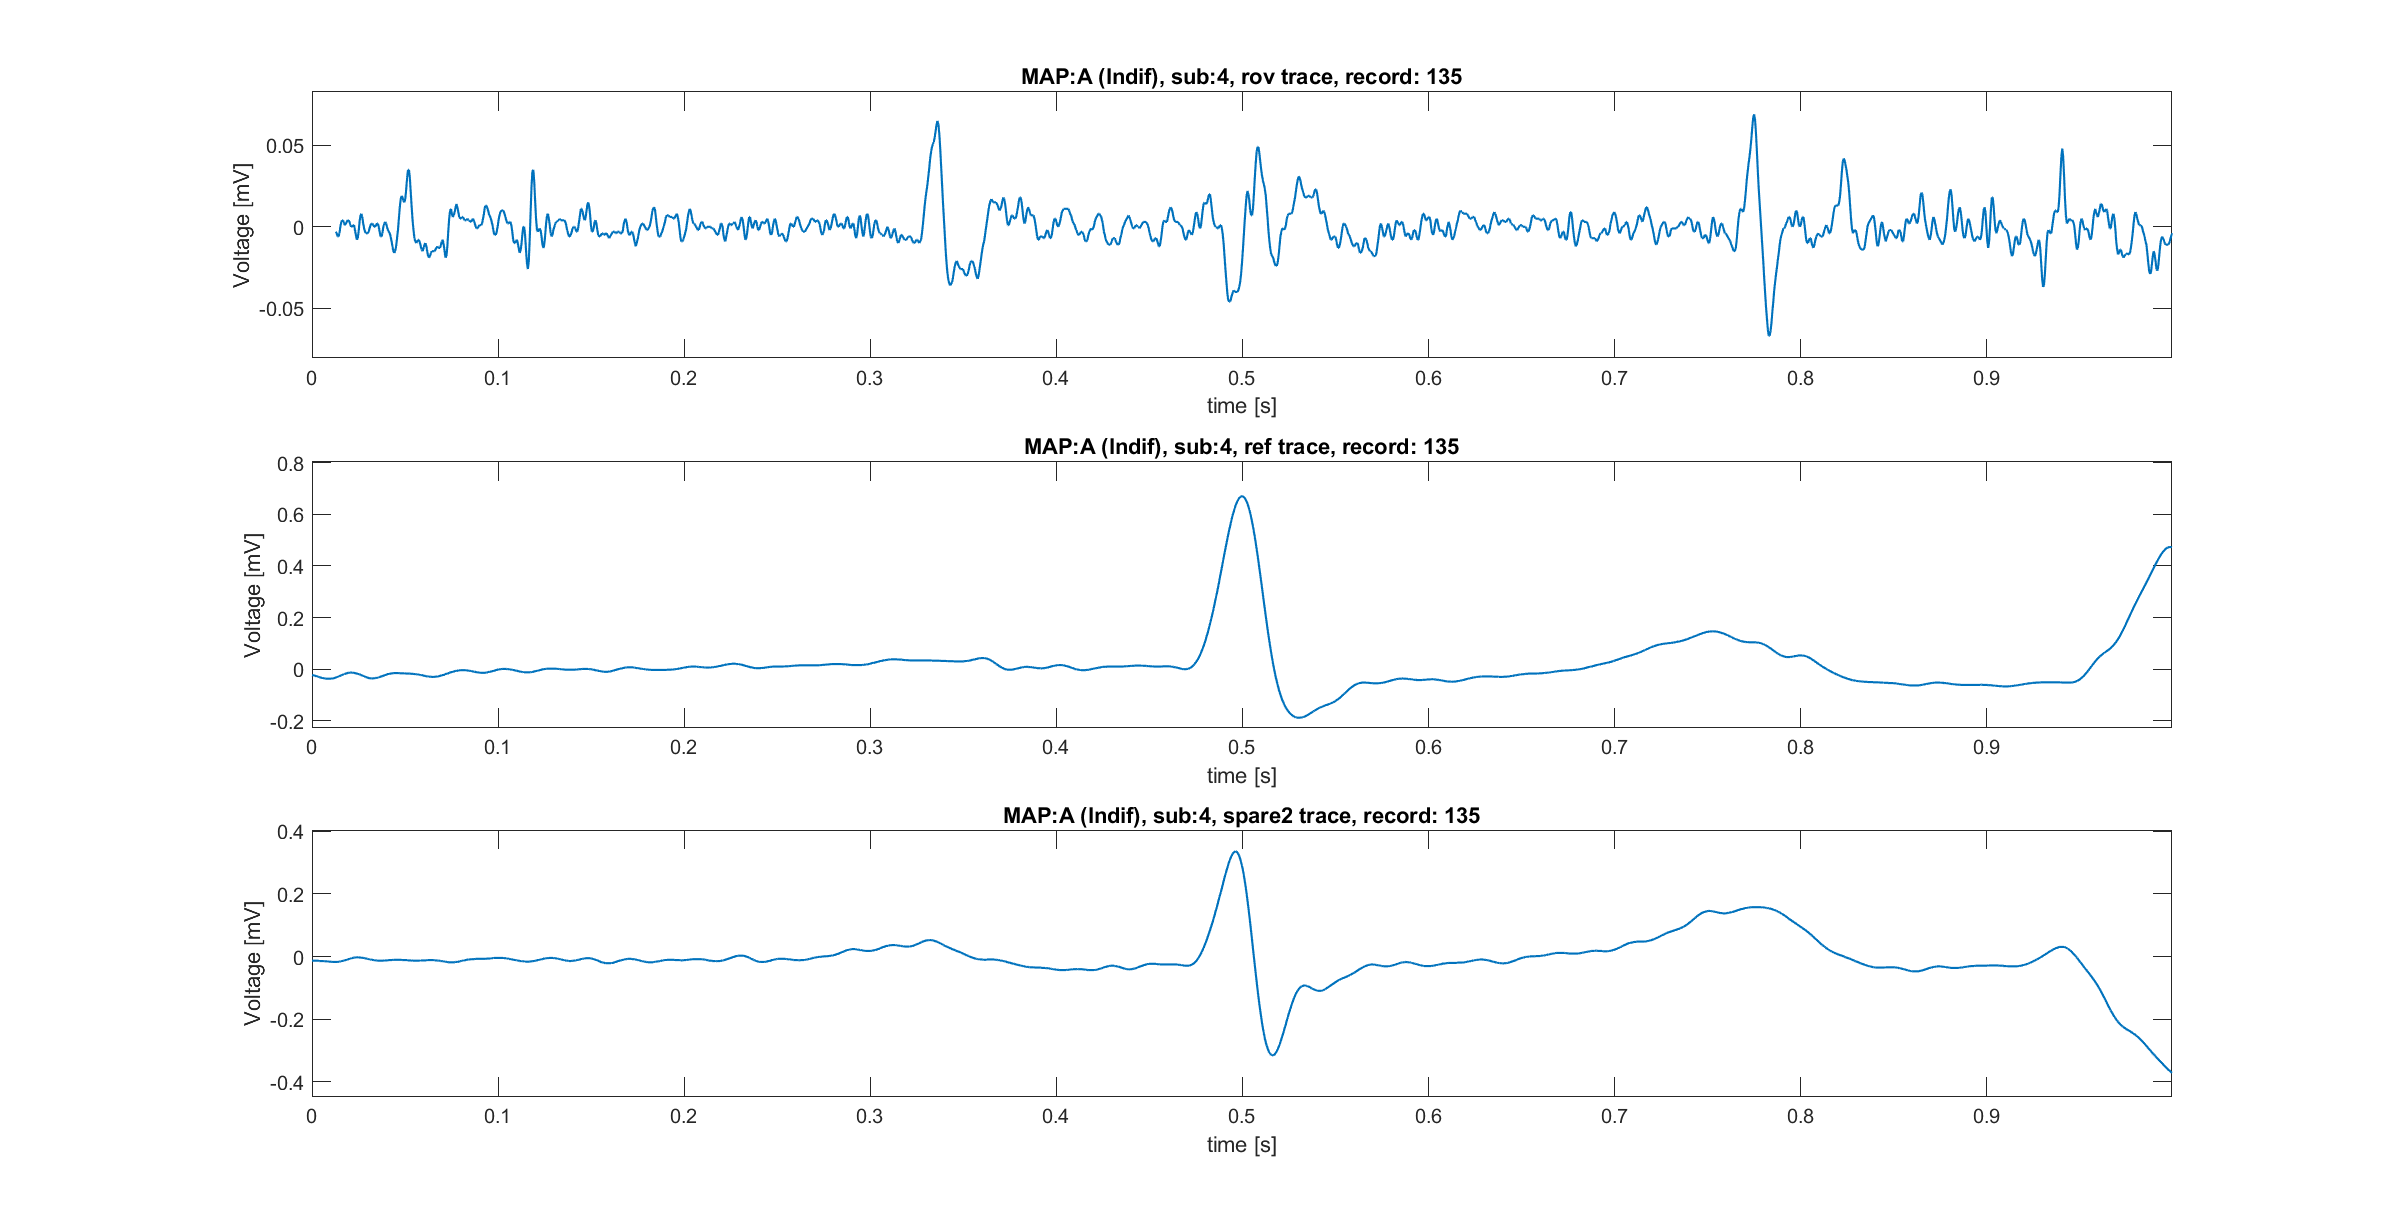 MAP:A (Indif), sub:4, rov trace, record: 135
Voltage [mV]
0.05
0
-0.05
0 0.1 0.2 0.3 0.4 0.5 0.6 0.7 0.8 0.9
time [s]
MAP:A (Indif), sub:4, ref trace, record: 135
Voltage [mV]
0.8
0.6
0.4
0.2
0
-0.2
0 0.1 0.2 0.3 0.4 0.5 0.6 0.7 0.8 0.9
time [s]
MAP:A (Indif), sub:4, spare2 trace, record: 135
Voltage [mV]
0.4
0.2
0
-0.2
-0.4
0 0.1 0.2 0.3 0.4 0.5 0.6 0.7 0.8 0.9
time [s]